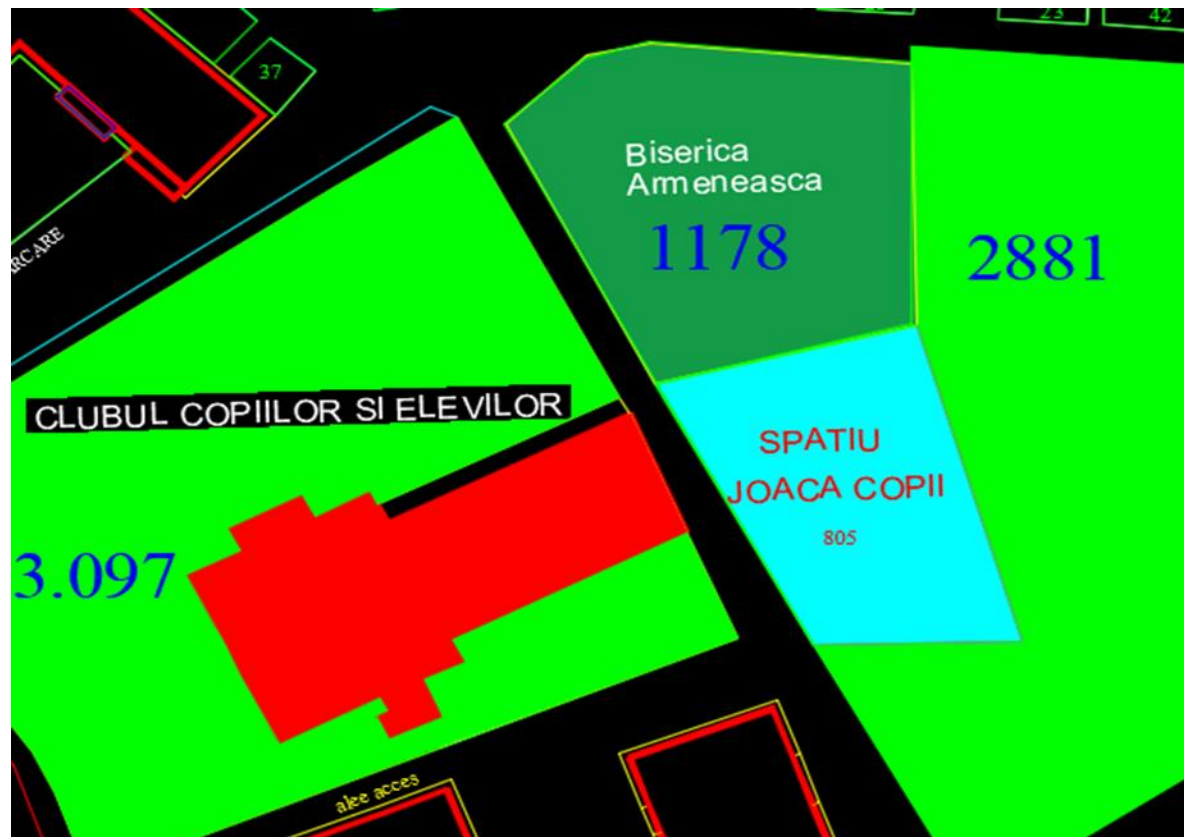 23
42
37
Biserica
Armeneasca
1178
2881
CLUBUL COPIILOR SI ELEVILOR
SPATIU
JOACA COPII
805
3.097
alee acces